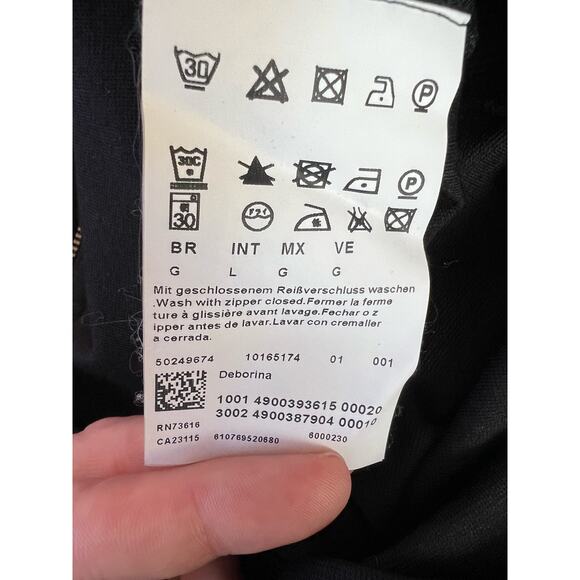 30 P
30C P
30
BR INT MX VE
G L G G
Mit geschlossenem Reißverschluss waschen
.Wash with zipper closed.Fermer la ferme
ture à glissière avant lavage.Fechar o z
ipper antes de lavar.Lavar con cremaller
a cerrada.
50249674 10165174 01 001
Deborina
1001 4900393615 00020
3002 4900387904 00010
RN73616
CA23115 610769520680 6000230